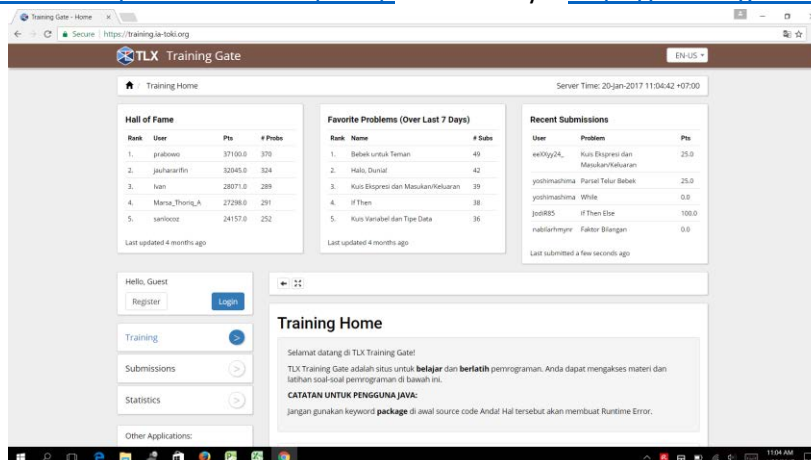 Training Gate - Home
Secure | https://training.ia-toki.org
TLX Training Gate
EN-US
Training Home
Server Time: 20-Jan-2017 11:04:42 +07:00
Hall of Fame
Rank User Pts # Probs
1. prabowo 37100.0 370
2. jauhararifin 32045.0 324
3. Ivan 28071.0 289
4. Marsa_Thoriq_A 27298.0 291
5. sanlocoz 24157.0 252
Last updated 4 months ago
Favorite Problems (Over Last 7 Days)
Rank Name # Subs
1. Bebek untuk Teman 49
2. Halo, Dunia! 42
3. Kuis Ekspresi dan Masukan/Keluaran 39
4. If Then 38
5. Kuis Variabel dan Tipe Data 36
Last updated 4 months ago
Recent Submissions
User Problem Pts
Kuis Ekspresi dan 25.0
Masukan/Keluaran
yoshimashima Parsel Telur Bebek 25.0
yoshimashima While 0.0
JodiR85 If Then Else 100.0
nabilarhmynr Faktor Bilangan 0.0
Last submitted a few seconds ago
Hello, Guest
Register Login
Training
Submissions
Statistics
Other Applications:
Training Home
Selamat datang di TLX Training Gate!
TLX Training Gate adalah situs untuk belajar dan berlatih pemrograman. Anda dapat mengakses materi dan
latihan soal-soal pemrograman di bawah ini.
CATATAN UNTUK PENGGUNA JAVA:
Jangan gunakan keyword package di awal source code Anda! Hal tersebut akan membuat Runtime Error.
11:04 AM